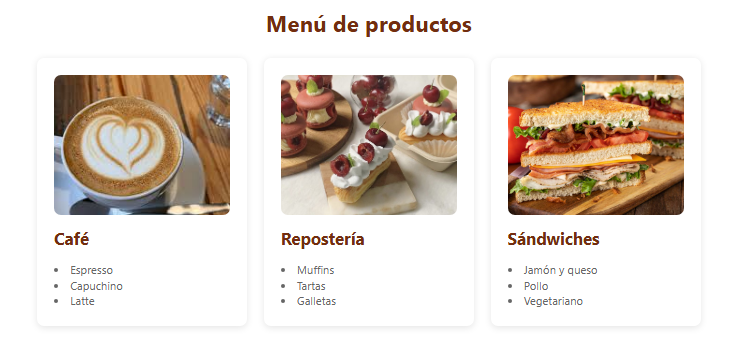 Menú de productos
Café
Espresso
Capuchino
Latte
Repostería
Muffins
Tartas
Galletas
Sándwiches
Jamón y queso
Pollo
Vegetariano